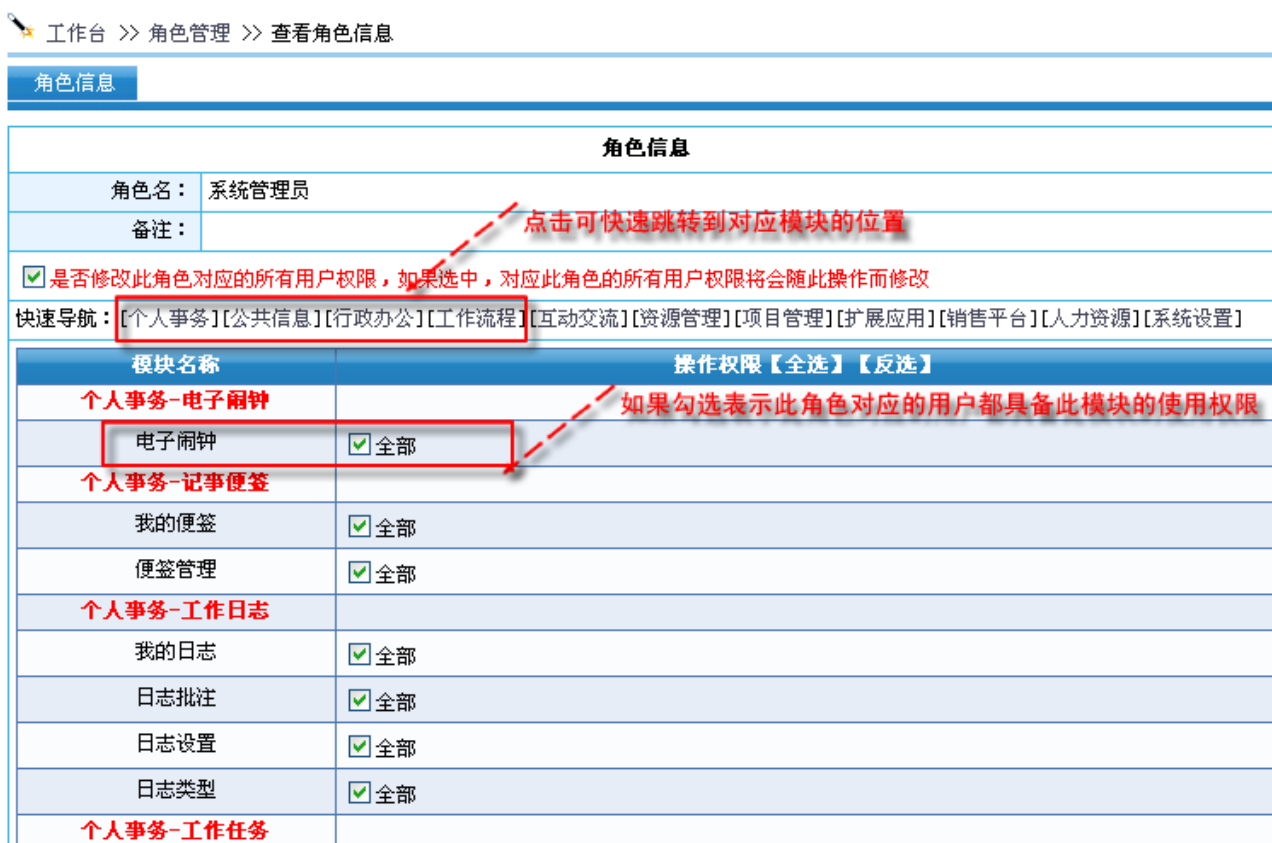 工作台 >> 角色管理 >> 查看角色信息
角色信息
角色信息
角色名： 系统管理员
点击可快速跳转到对应模块的位置
备注：
是否修改此角色对应的所有用户权限，如果选中，对应此角色的所有用户权限将会随此操作而修改
快速导航：[个人事务][公共信息][行政办公][工作流程][互动交流][资源管理][项目管理][扩展应用][销售平台][人力资源][系统设置]
模块名称 操作权限【全选】【反选】
个人事务-电子闹钟
如果勾选表示此角色对应的用户都具备此模块的使用权限
电子闹钟 全部
个人事务-记事便签
我的便签 全部
便签管理 全部
个人事务-工作日志
我的日志 全部
日志批注 全部
日志设置 全部
日志类型 全部
个人事务-工作任务